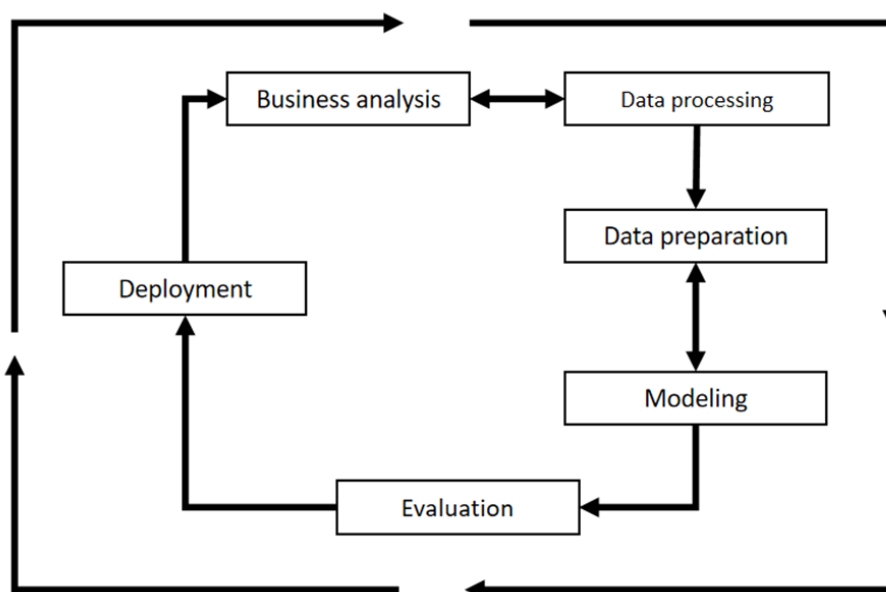 Business analysis
Data processing
Data preparation
Deployment
Modeling
Evaluation